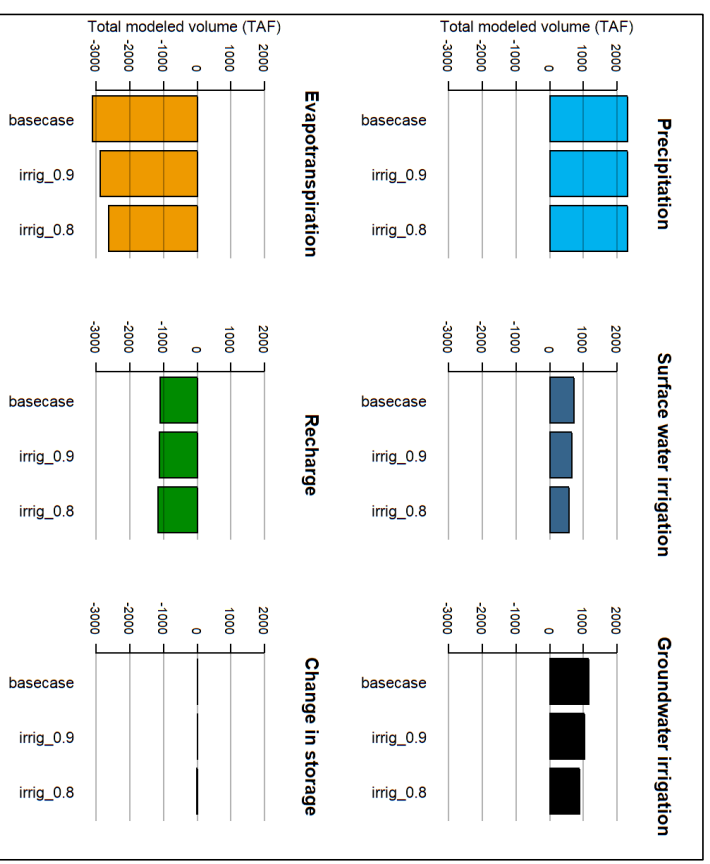 Precipitation
Total modeled volume (TAF)
2000
1000
0
-1000
-2000
-3000
basecase
irrig_0.9
irrig_0.8
Surface water irrigation
2000
1000
0
-1000
-2000
-3000
basecase
irrig_0.9
irrig_0.8
Groundwater irrigation
2000
1000
0
-1000
-2000
-3000
basecase
irrig_0.9
irrig_0.8
Evapotranspiration
Total modeled volume (TAF)
2000
1000
0
-1000
-2000
-3000
basecase
irrig_0.9
irrig_0.8
Recharge
2000
1000
0
-1000
-2000
-3000
basecase
irrig_0.9
irrig_0.8
Change in storage
2000
1000
0
-1000
-2000
-3000
basecase
irrig_0.9
irrig_0.8